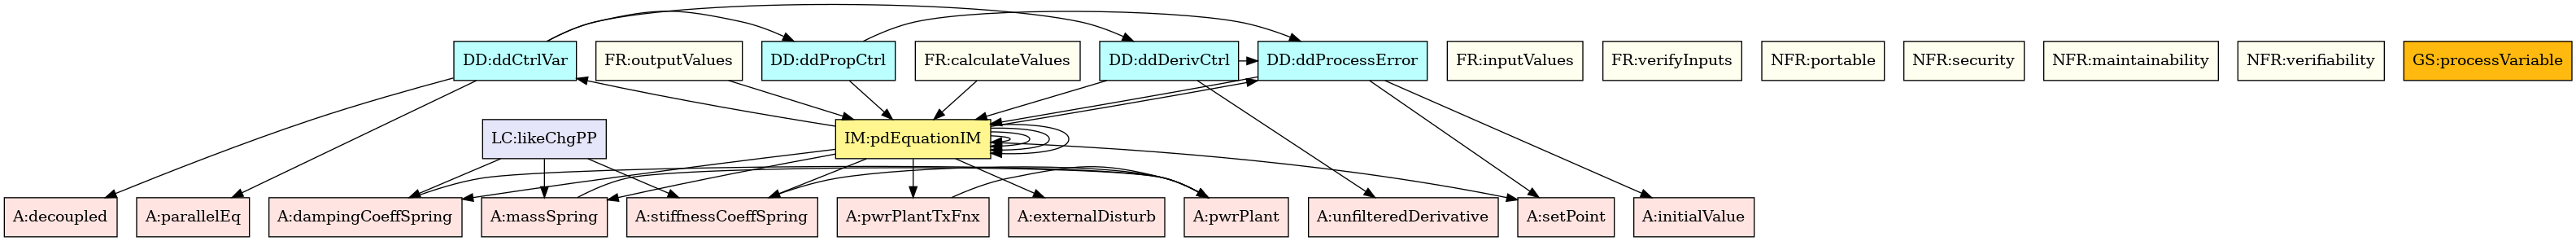 DD:ddCtrlVar
FR:outputValues
DD:ddPropCtrl
FR:calculateValues
DD:ddDerivCtrl
DD:ddProcessError
FR:inputValues
FR:verifyInputs
NFR:portable
NFR:security
NFR:maintainability
NFR:verifiability
GS:processVariable
LC:likeChgPP
IM:pdEquationIM
A:decoupled
A:parallelEq
A:dampingCoeffSpring
A:massSpring
A:stiffnessCoeffSpring
A:pwrPlantTxFnx
A:externalDisturb
A:pwrPlant
A:unfilteredDerivative
A:setPoint
A:initialValue